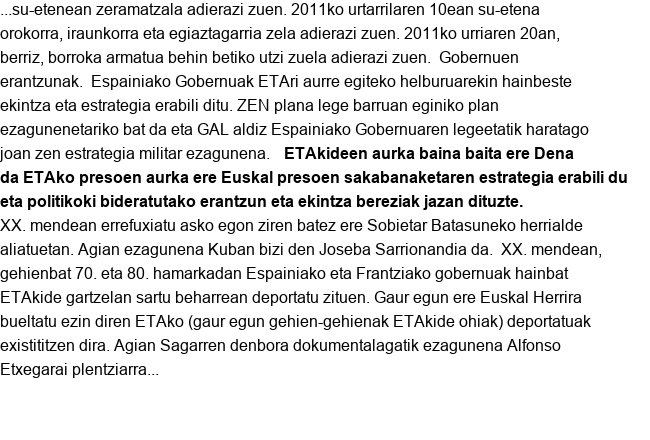 ...su-etenean zeramatzala adierazi zuen. 2011ko urtarrilaren 10ean su-etena
orokorra, iraunkorra eta egiaztagarria zela adierazi zuen. 2011ko urriaren 20an,
berriz, borroka armatua behin betiko utzi zuela adierazi zuen.  Gobernuen
erantzunak.  Espainiako Gobernuak ETAri aurre egiteko helburuarekin hainbeste
ekintza eta estrategia erabili ditu. ZEN plana lege barruan eginiko plan
ezagunenetariko bat da eta GAL aldiz Espainiako Gobernuaren legeetatik haratago
joan zen estrategia militar ezagunena.   ETAkideen aurka baina baita ere Dena
da ETAko presoen aurka ere Euskal presoen sakabanaketaren estrategia erabili du
eta politikoki bideratutako erantzun eta ekintza bereziak jazan dituzte.
XX. mendean errefuxiatu asko egon ziren batez ere Sobietar Batasuneko herrialde
aliatuetan. Agian ezagunena Kuban bizi den Joseba Sarrionandia da.  XX. mendean,
gehienbat 70. eta 80. hamarkadan Espainiako eta Frantziako gobernuak hainbat
ETAkide gartzelan sartu beharrean deportatu zituen. Gaur egun ere Euskal Herrira
bueltatu ezin diren ETAko (gaur egun gehien-gehienak ETAkide ohiak) deportatuak
existititzen dira. Agian Sagarren denbora dokumentalagatik ezagunena Alfonso
Etxegarai plentziarra...